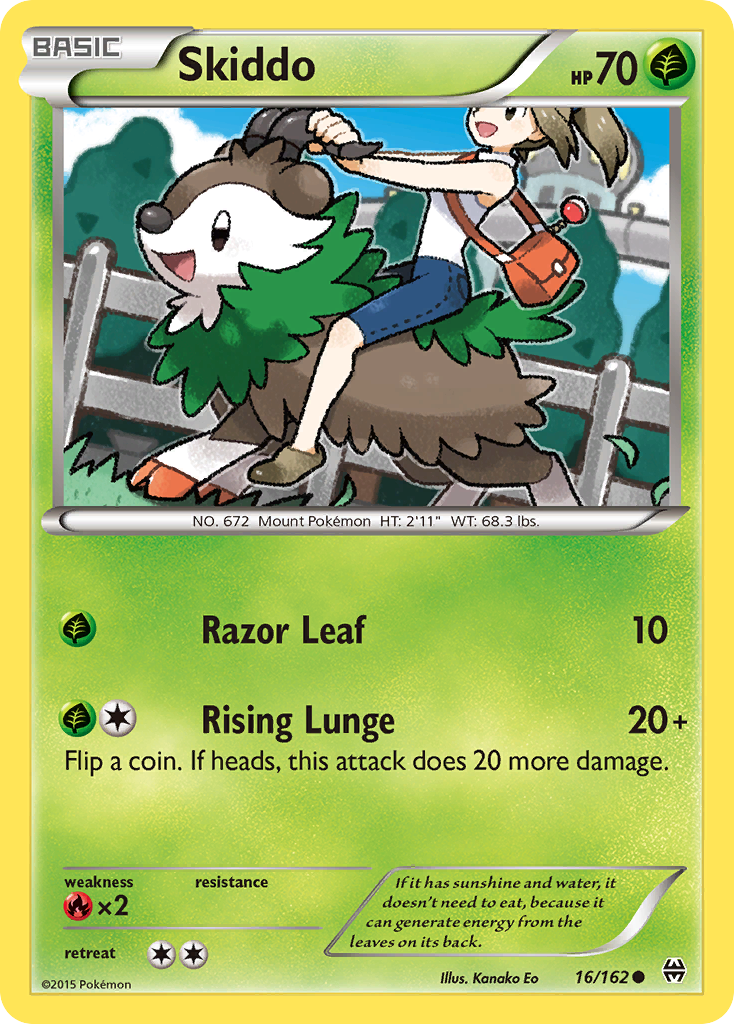 BASIC
Skiddo
HP 70
NO. 672 Mount Pokémon HT: 2'11" WT: 68.3 lbs.
Razor Leaf 10
Rising Lunge 20+
Flip a coin. If heads, this attack does 20 more damage.
weakness resistance
×2
retreat
If it has sunshine and water, it
doesn't need to eat, because it
can generate energy from the
leaves on its back.
©2015 Pokémon
Illus. Kanako Eo
16/162